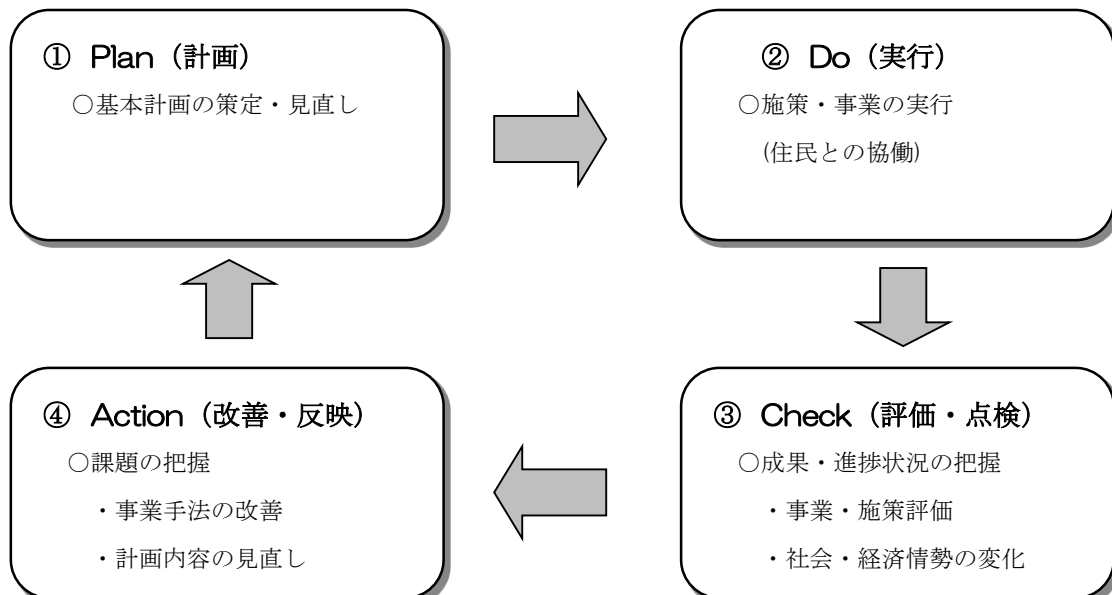 ① Plan（計画）
○基本計画の策定・見直し
② Do（実行）
○施策・事業の実行
(住民との協働)
③ Check（評価・点検）
○成果・進捗状況の把握
・事業・施策評価
・社会・経済情勢の変化
④ Action（改善・反映）
○課題の把握
・事業手法の改善
・計画内容の見直し